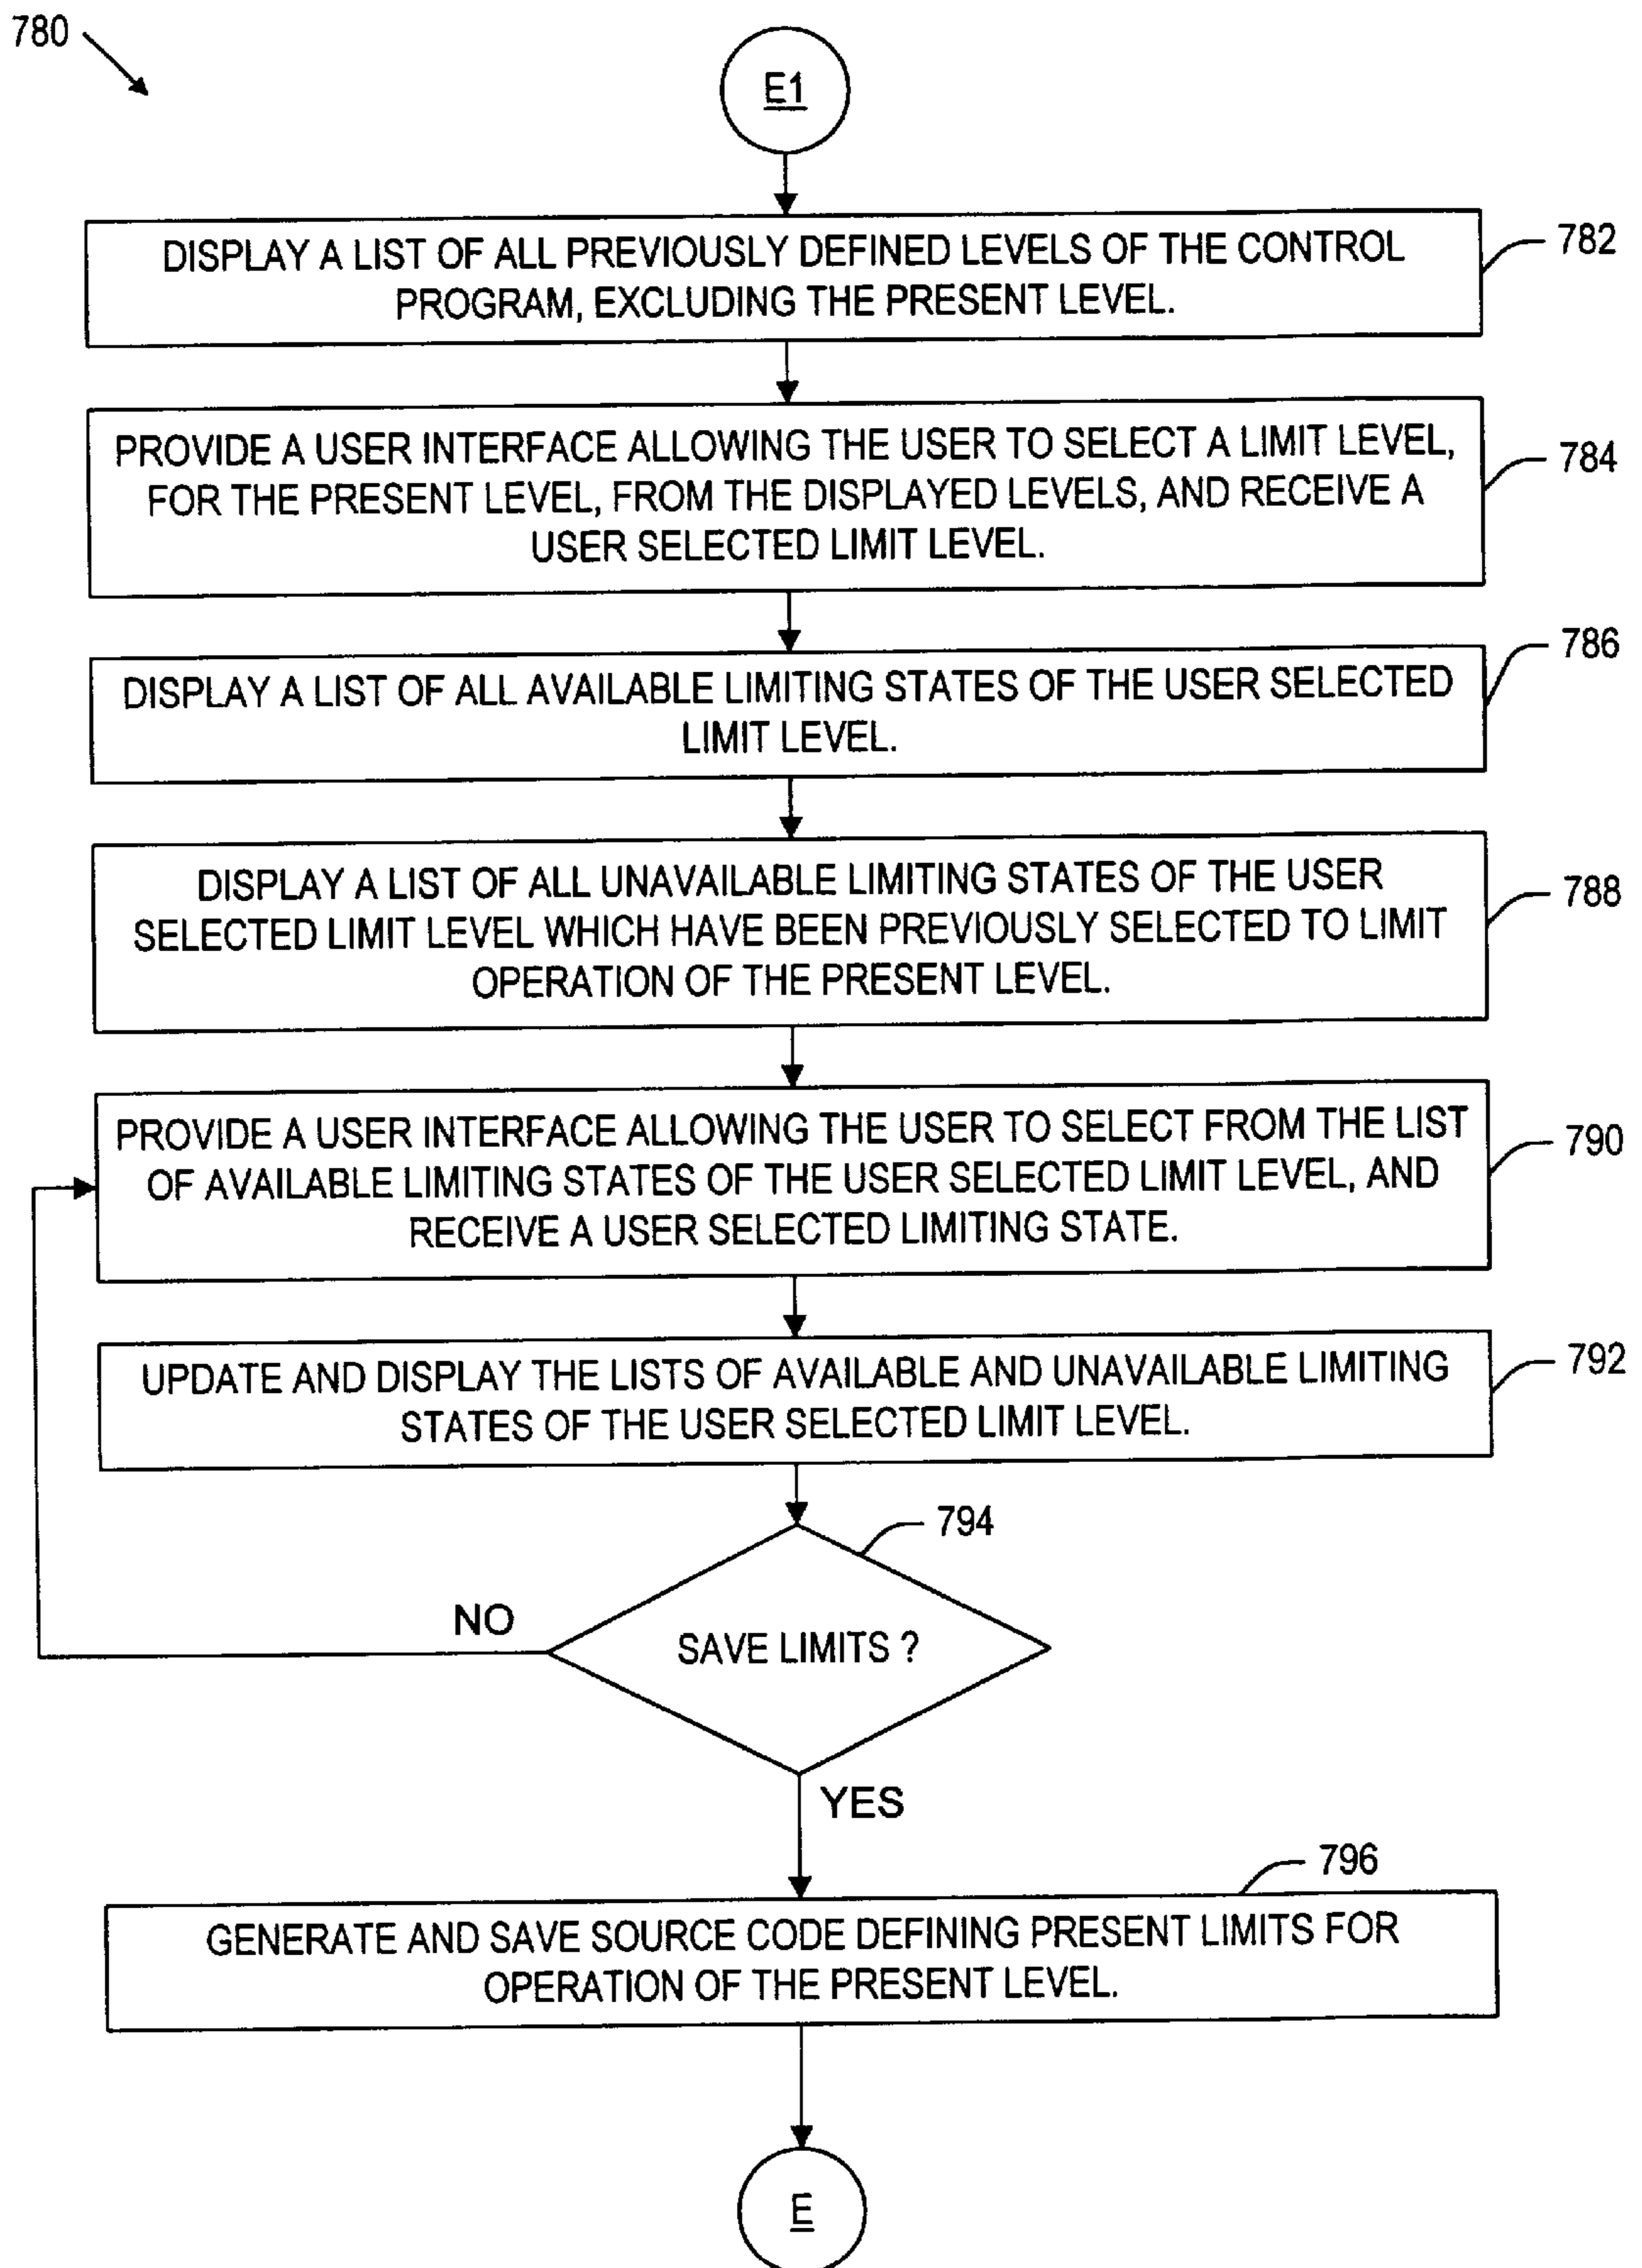 780
E1
DISPLAY A LIST OF ALL PREVIOUSLY DEFINED LEVELS OF THE CONTROL
PROGRAM, EXCLUDING THE PRESENT LEVEL.
782
PROVIDE A USER INTERFACE ALLOWING THE USER TO SELECT A LIMIT LEVEL,
FOR THE PRESENT LEVEL, FROM THE DISPLAYED LEVELS, AND RECEIVE A
USER SELECTED LIMIT LEVEL.
784
DISPLAY A LIST OF ALL AVAILABLE LIMITING STATES OF THE USER SELECTED
LIMIT LEVEL.
786
DISPLAY A LIST OF ALL UNAVAILABLE LIMITING STATES OF THE USER
SELECTED LIMIT LEVEL WHICH HAVE BEEN PREVIOUSLY SELECTED TO LIMIT
OPERATION OF THE PRESENT LEVEL.
788
PROVIDE A USER INTERFACE ALLOWING THE USER TO SELECT FROM THE LIST
OF AVAILABLE LIMITING STATES OF THE USER SELECTED LIMIT LEVEL, AND
RECEIVE A USER SELECTED LIMITING STATE.
790
UPDATE AND DISPLAY THE LISTS OF AVAILABLE AND UNAVAILABLE LIMITING
STATES OF THE USER SELECTED LIMIT LEVEL.
792
794
NO
SAVE LIMITS ?
YES
796
GENERATE AND SAVE SOURCE CODE DEFINING PRESENT LIMITS FOR
OPERATION OF THE PRESENT LEVEL.
E